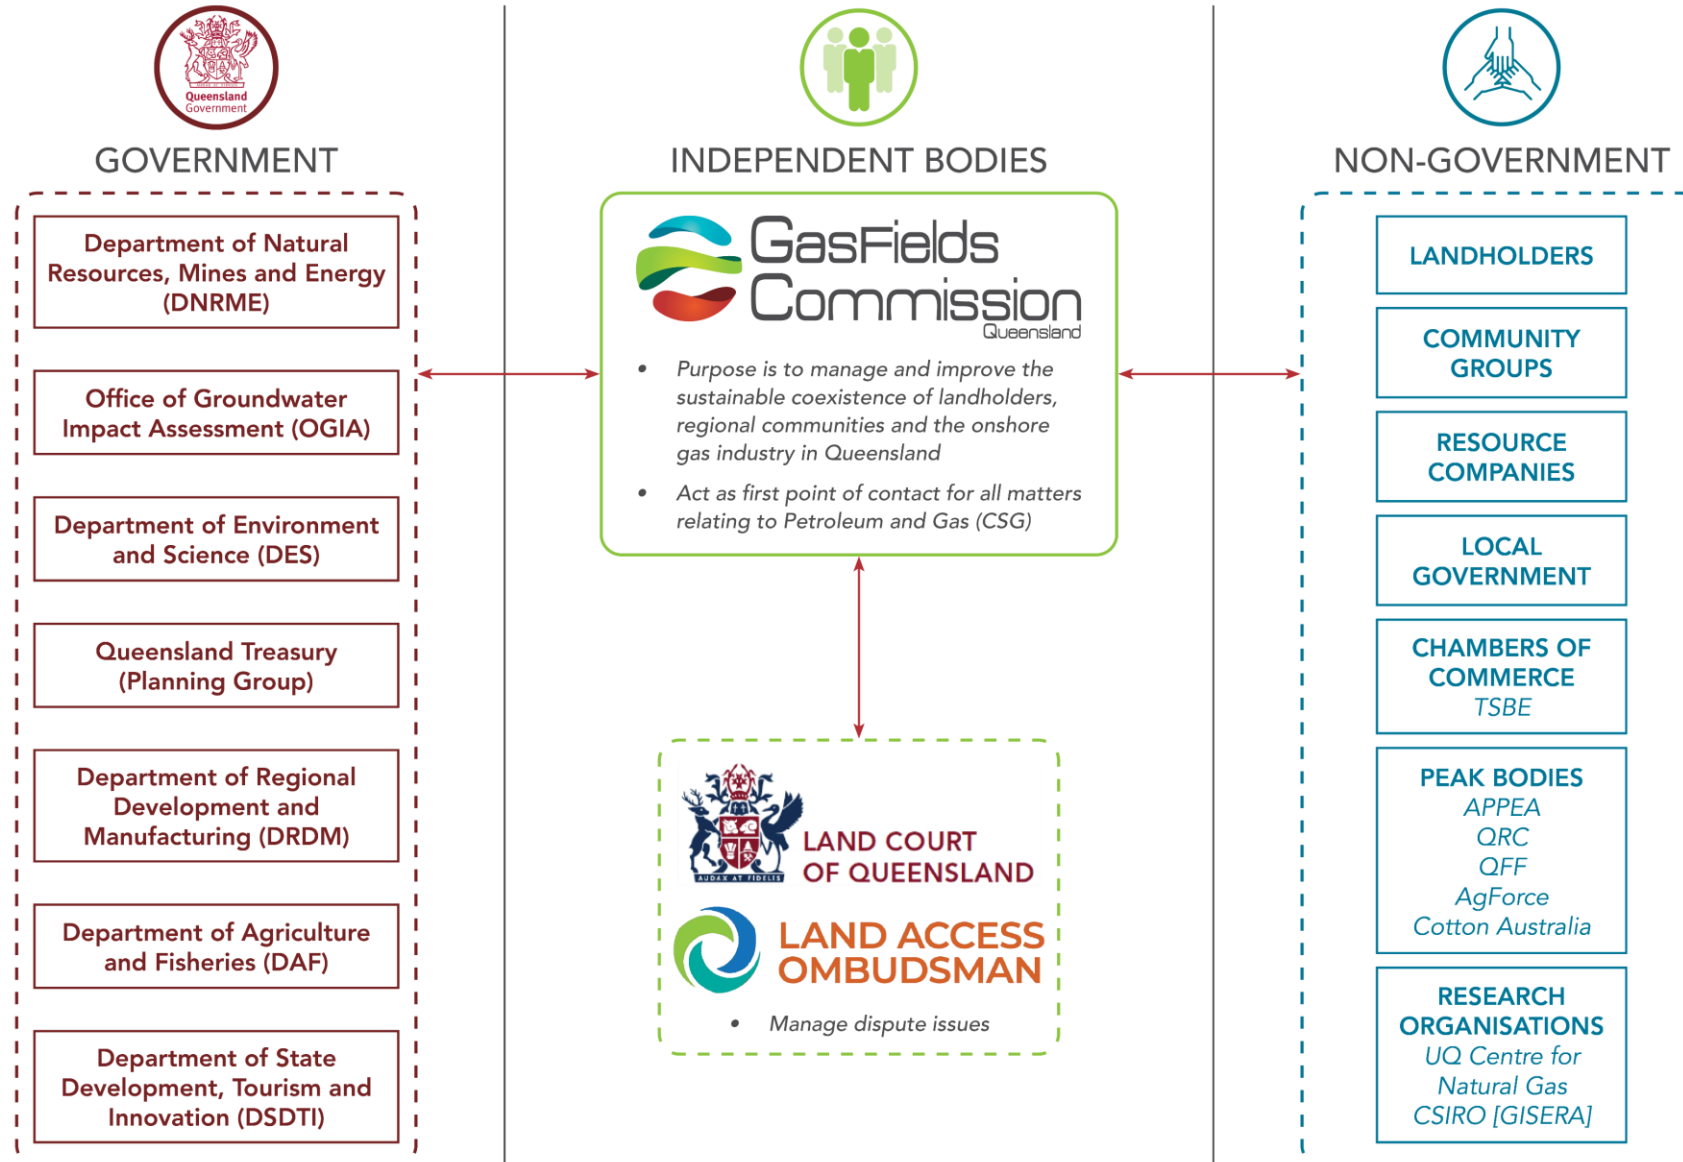 Queensland
Government
GOVERNMENT
Department of Natural
Resources, Mines and Energy
(DNRME)
Office of Groundwater
Impact Assessment (OGIA)
Department of Environment
and Science (DES)
Queensland Treasury
(Planning Group)
Department of Regional
Development and
Manufacturing (DRDM)
Department of Agriculture
and Fisheries (DAF)
Department of State
Development, Tourism and
Innovation (DSDTI)
INDEPENDENT BODIES
GasFields
Commission
Queensland
• Purpose is to manage and improve the
sustainable coexistence of landholders,
regional communities and the onshore
gas industry in Queensland
• Act as first point of contact for all matters
relating to Petroleum and Gas (CSG)
AUDAX AT FIDELIS
LAND COURT
OF QUEENSLAND
LAND ACCESS
OMBUDSMAN
• Manage dispute issues
NON-GOVERNMENT
LANDHOLDERS
COMMUNITY
GROUPS
RESOURCE
COMPANIES
LOCAL
GOVERNMENT
CHAMBERS OF
COMMERCE
TSBE
PEAK BODIES
APPEA
QRC
QFF
AgForce
Cotton Australia
RESEARCH
ORGANISATIONS
UQ Centre for
Natural Gas
CSIRO [GISERA]